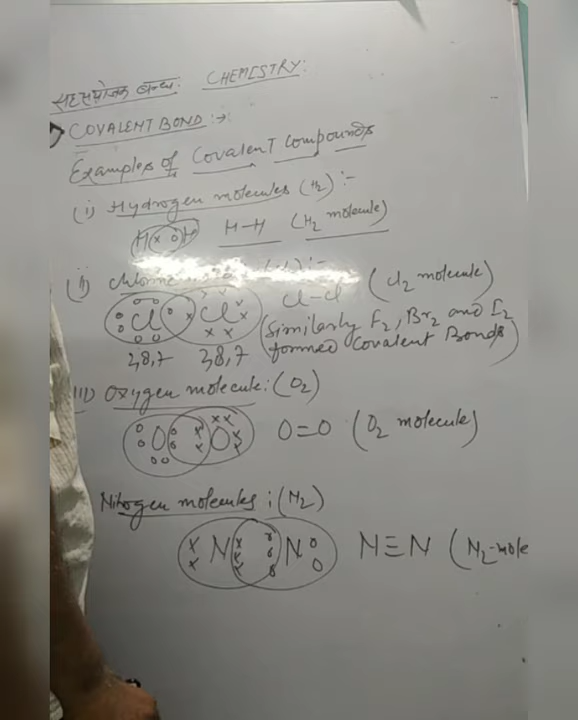 सहसंयोजक बन्ध: CHEMISTRY:
COVALENT BOND :→
Examples of Covalent Compounds
(i) Hydrogen molecules (H₂) :-
H x o H H-H (H₂ molecule)
(ii) Chlorine :-
Cl Cl Cl-Cl (Cl₂ molecule)
2,8,7 2,8,7 (Similarly F₂, Br₂ and I₂
formed Covalent Bonds)
(III) Oxygen molecule: (O₂)
O O O=O (O₂ molecule)
Nitrogen molecules: (N₂)
N N N≡N (N₂-mole